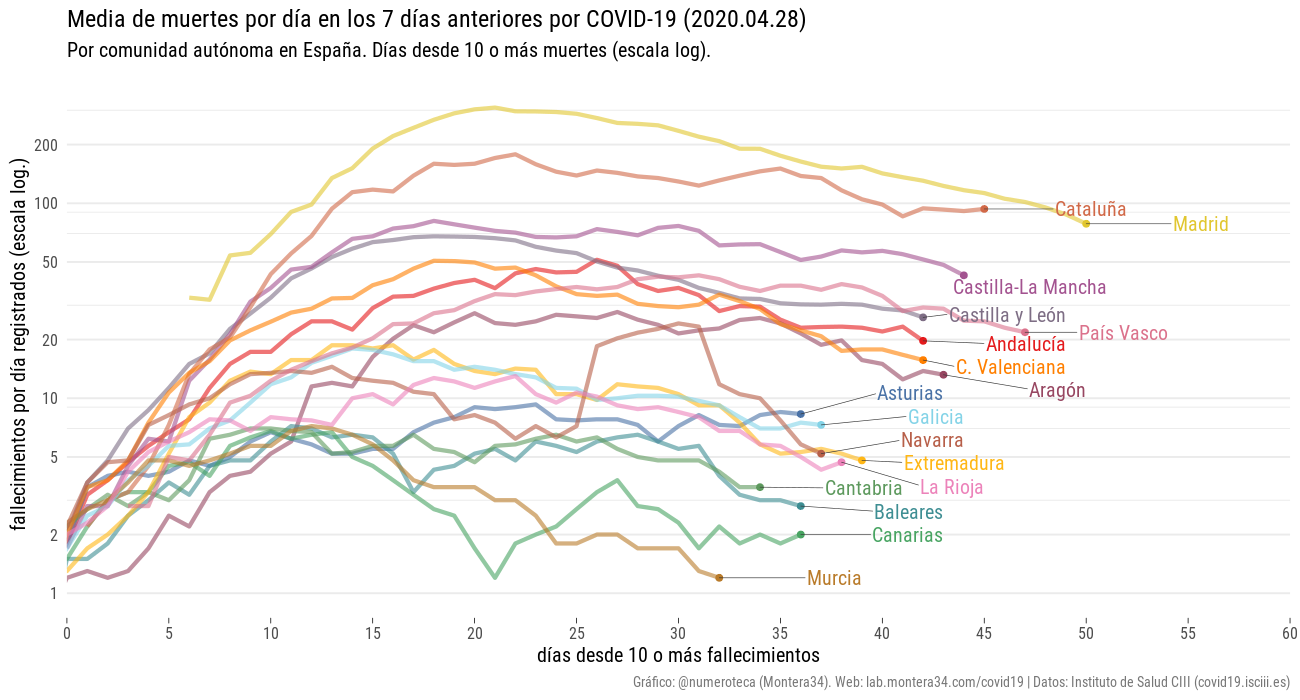 Media de muertes por día en los 7 días anteriores por COVID-19 (2020.04.28)
Por comunidad autónoma en España. Días desde 10 o más muertes (escala log).
fallecimientos por día registrados (escala log.)
200
100
50
20
10
5
2
1
Cataluña
Madrid
Castilla-La Mancha
Castilla y León
País Vasco
Andalucía
C. Valenciana
Aragón
Asturias
Galicia
Navarra
Extremadura
La Rioja
Cantabria
Baleares
Canarias
Murcia
0 5 10 15 20 25 30 35 40 45 50 55 60
días desde 10 o más fallecimientos
Gráfico: @numeroteca (Montera34). Web: lab.montera34.com/covid19 | Datos: Instituto de Salud CIII (covid19.isciii.es)